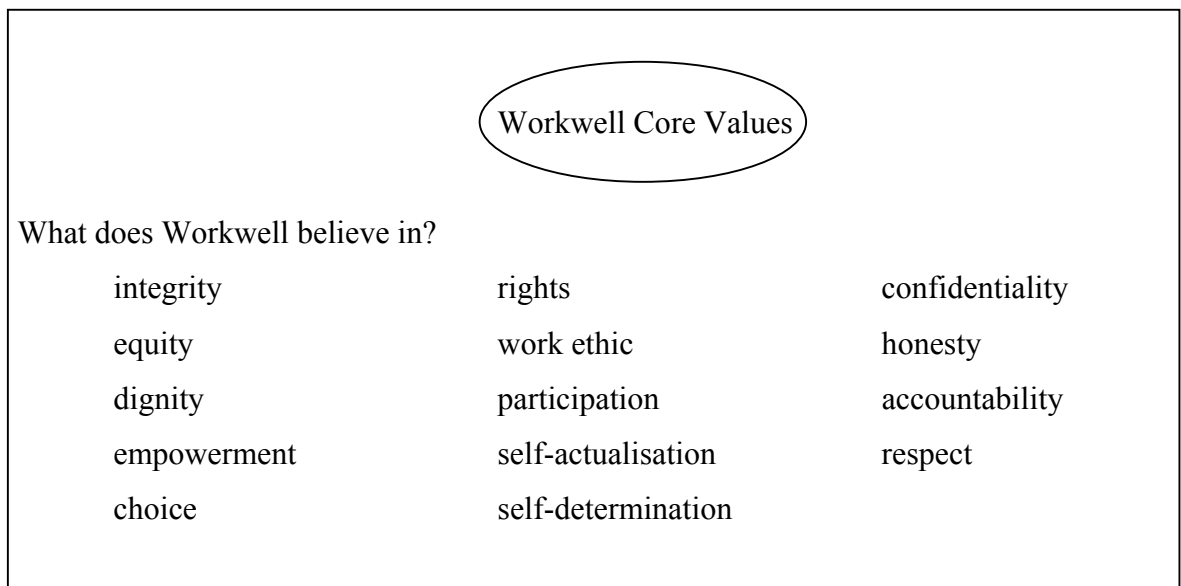 Workwell Core Values
What does Workwell believe in?
integrity rights confidentiality
equity work ethic honesty
dignity participation accountability
empowerment self-actualisation respect
choice self-determination